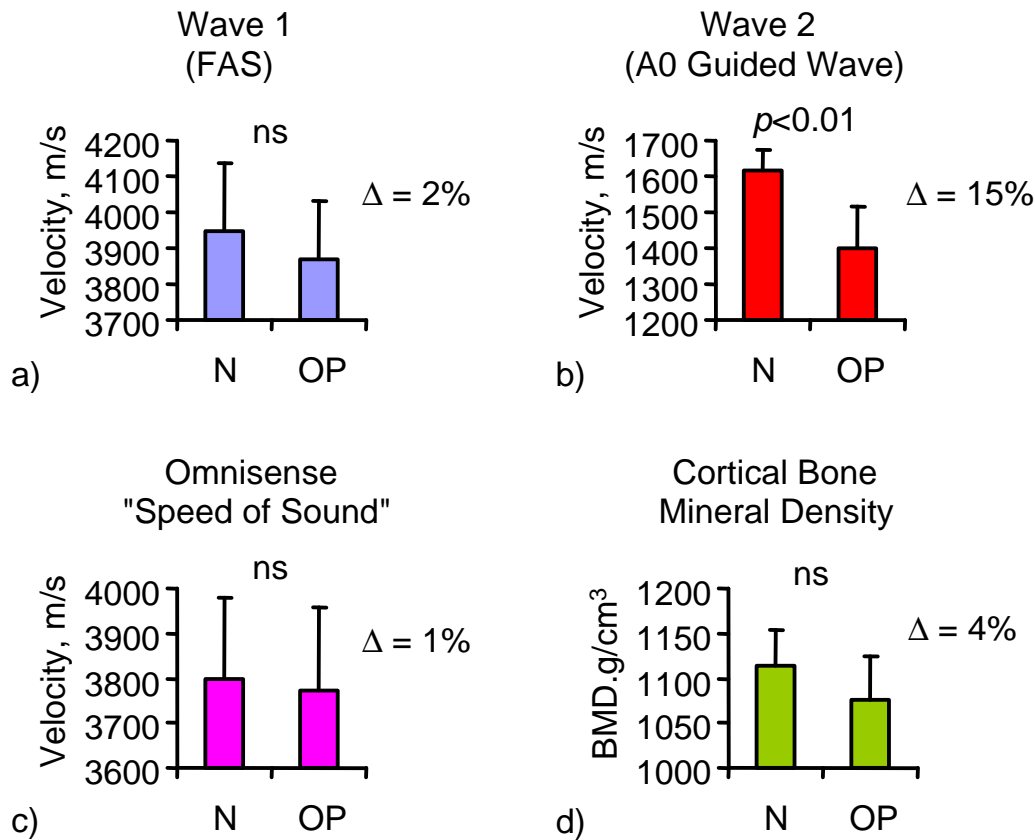 Wave 1
(FAS)
ns
4200
4100
4000
3900
3800
3700
Velocity, m/s
Δ = 2%
N OP
a)
Wave 2
(A0 Guided Wave)
p<0.01
1700
1600
1500
1400
1300
1200
Velocity, m/s
Δ = 15%
N OP
b)
Omnisense
"Speed of Sound"
ns
4000
3900
3800
3700
3600
Velocity, m/s
Δ = 1%
N OP
c)
Cortical Bone
Mineral Density
ns
1200
1150
1100
1050
1000
BMD.g/cm³
Δ = 4%
N OP
d)